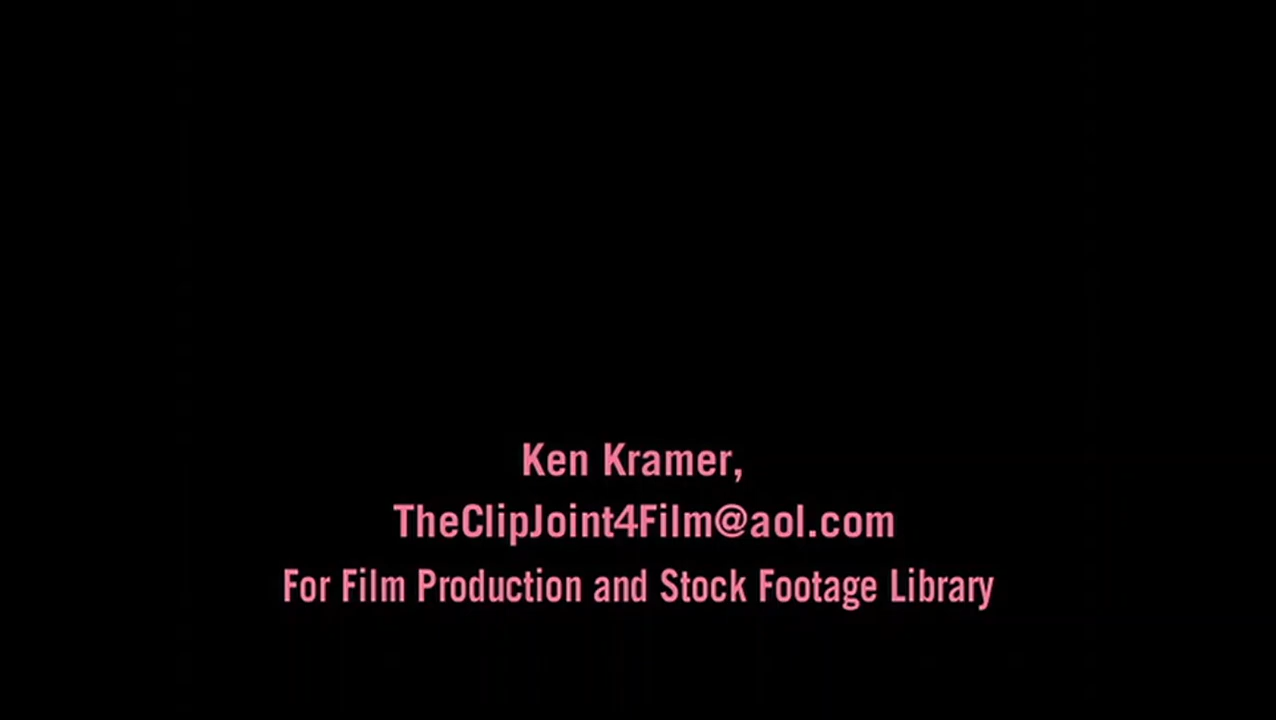 Ken Kramer,
TheClipJoint4Film@aol.com
For Film Production and Stock Footage Library